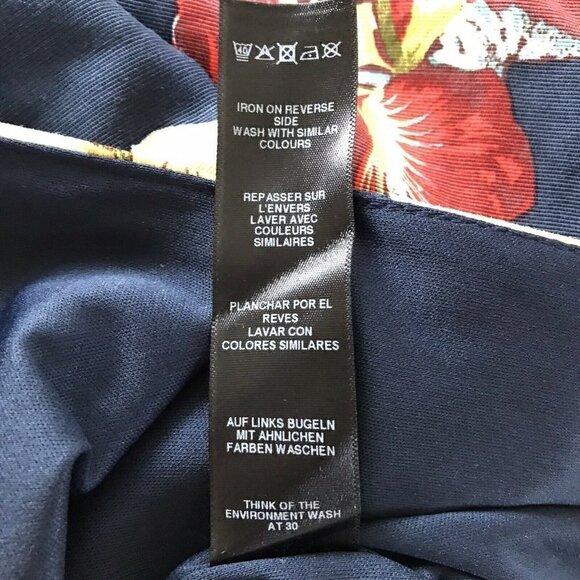 40
IRON ON REVERSE
SIDE
WASH WITH SIMILAR
COLOURS
REPASSER SUR
L'ENVERS
LAVER AVEC
COULEURS
SIMILAIRES
PLANCHAR POR EL
REVES
LAVAR CON
COLORES SIMILARES
AUF LINKS BUGELN
MIT AHNLICHEN
FARBEN WASCHEN
THINK OF THE
ENVIRONMENT WASH
AT 30